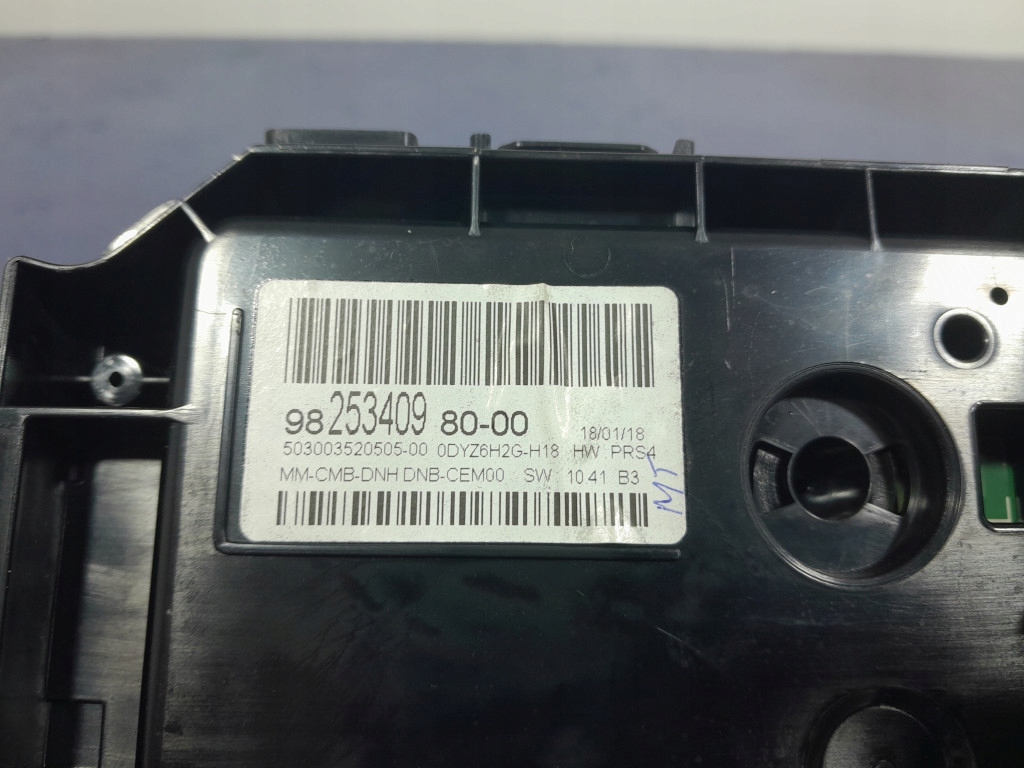 98 253409 80-00
18/01/18
503003520505-00 0DYZ6H2G-H18 HW PRS4
MM-CMB-DNH DNB-CEM00 SW 10.41 B3
MT